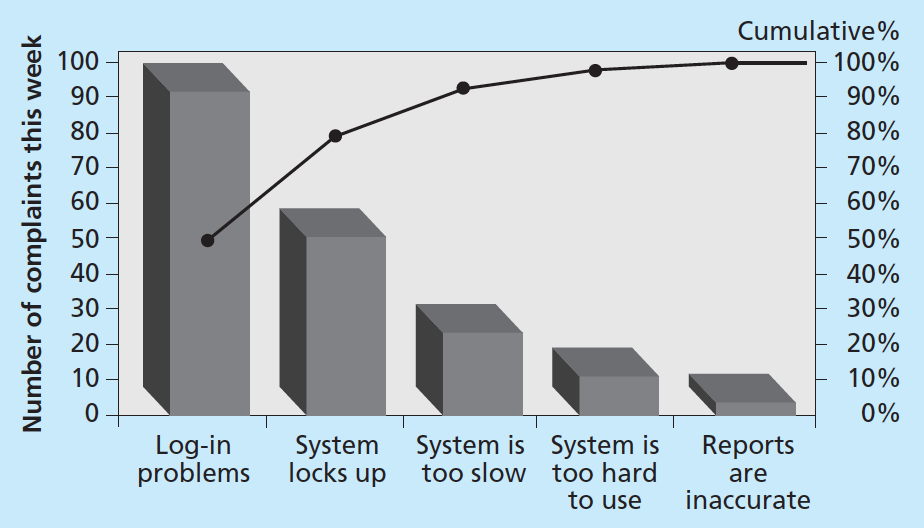 Cumulative%
Number of complaints this week
100
90
80
70
60
50
40
30
20
10
0
100%
90%
80%
70%
60%
50%
40%
30%
20%
10%
0%
Log-in
problems
System
locks up
System is
too slow
System is
too hard
to use
Reports
are
inaccurate